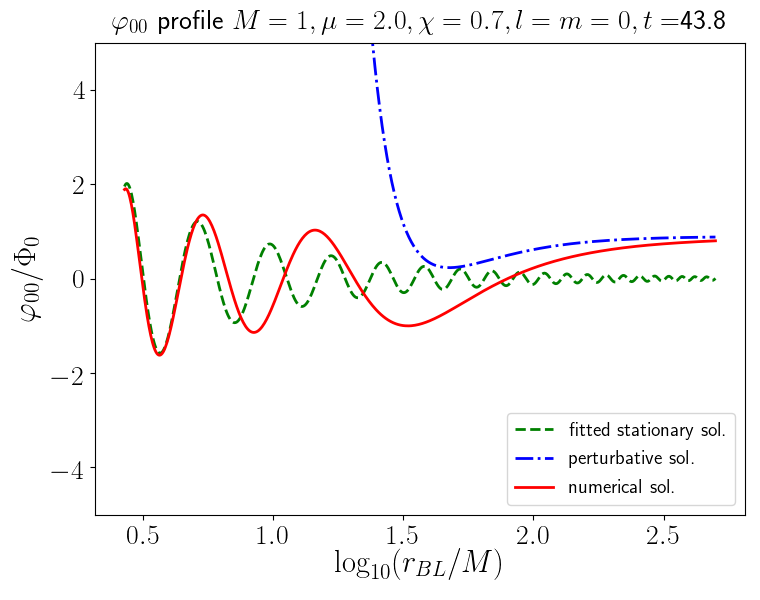 φ₀₀ profile M = 1, μ = 2.0, χ = 0.7, l = m = 0, t =43.8
φ₀₀/Φ₀
4
2
0
−2
−4
fitted stationary sol.
perturbative sol.
numerical sol.
0.5 1.0 1.5 2.0 2.5
log₁₀(r_BL/M)